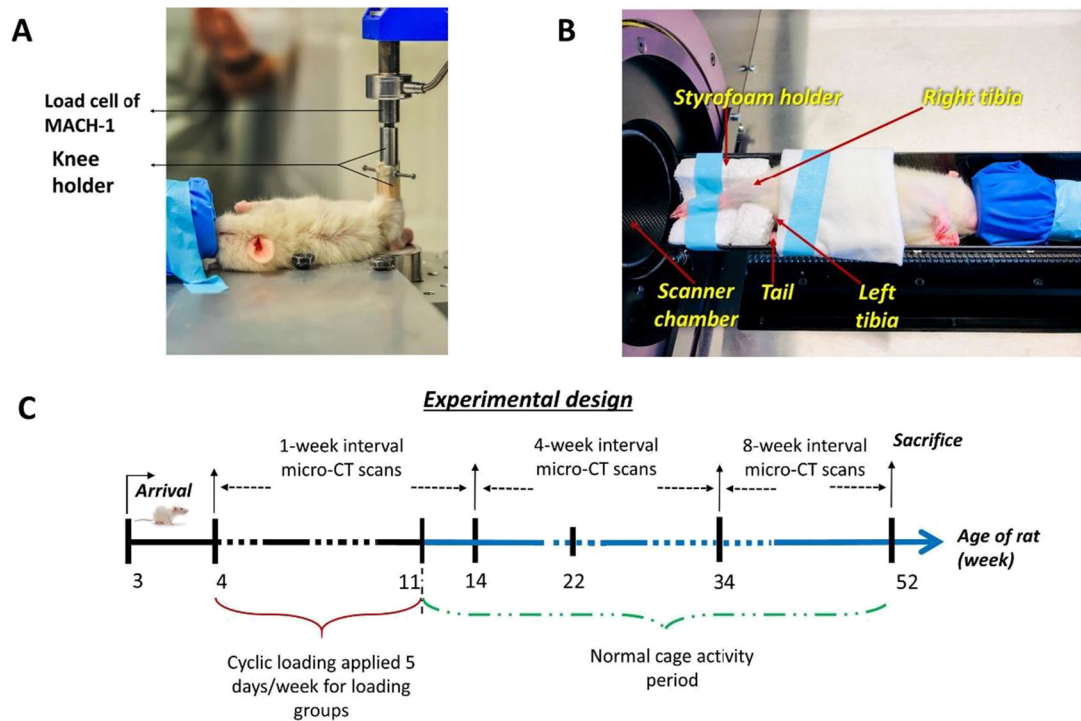 A
B
Load cell of
MACH-1
Knee
holder
Styrofoam holder
Right tibia
Scanner
chamber
Tail
Left
tibia
C
Experimental design
1-week interval
micro-CT scans
4-week interval
micro-CT scans
8-week interval
micro-CT scans
Sacrifice
Arrival
Age of rat
(week)
3
4
11
14
22
34
52
Cyclic loading applied 5
days/week for loading
groups
Normal cage activity
period